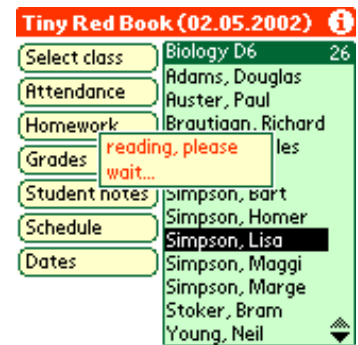 Tiny Red Book (02.05.2002)
Select class
Attendance
Homework
Grades
Student notes
Schedule
Dates
Biology D6 26
Adams, Douglas
Auster, Paul
Brautigan, Richard
les
reading, please
wait...
Simpson, Bart
Simpson, Homer
Simpson, Lisa
Simpson, Maggi
Simpson, Marge
Stoker, Bram
Young, Neil